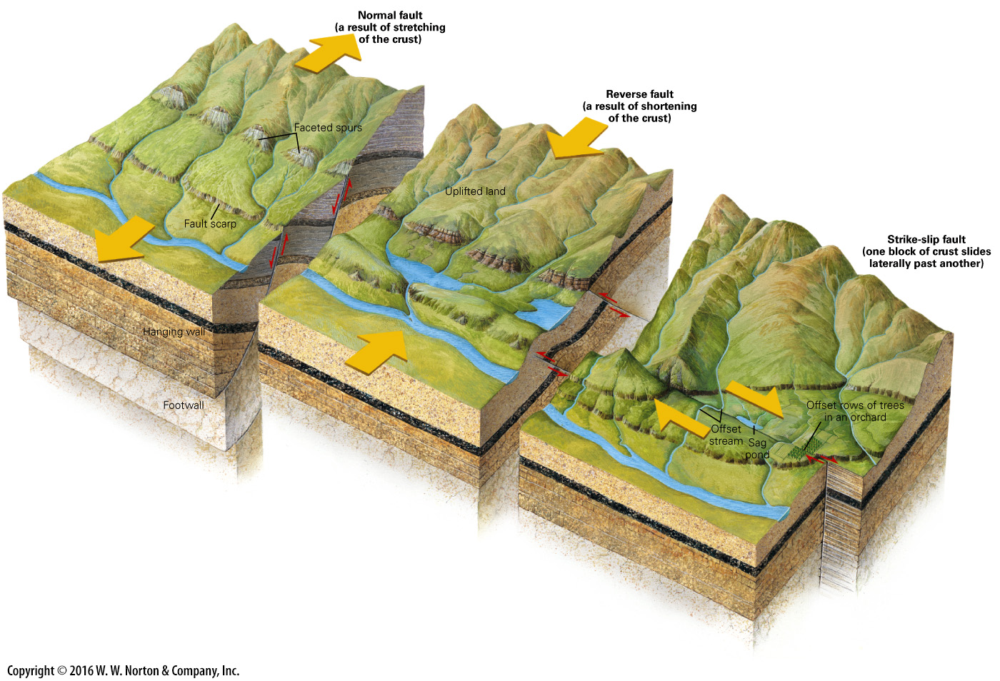 Normal fault
(a result of stretching
of the crust)
Faceted spurs
Fault scarp
Hanging wall
Footwall
Reverse fault
(a result of shortening
of the crust)
Uplifted land
Strike-slip fault
(one block of crust slides
laterally past another)
Offset rows of trees
in an orchard
Offset
stream
Sag
pond
Copyright © 2016 W. W. Norton & Company, Inc.